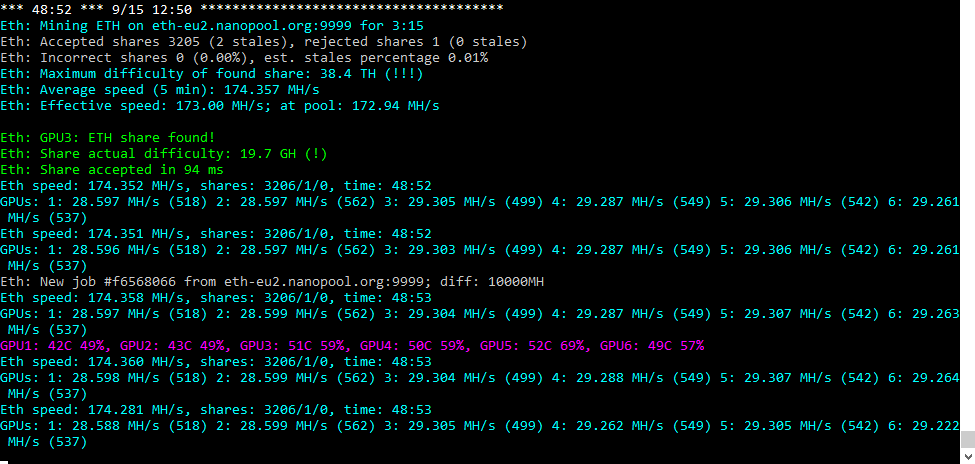 *** 48:52 *** 9/15 12:50 **************************************
Eth: Mining ETH on eth-eu2.nanopool.org:9999 for 3:15
Eth: Accepted shares 3205 (2 stales), rejected shares 1 (0 stales)
Eth: Incorrect shares 0 (0.00%), est. stales percentage 0.01%
Eth: Maximum difficulty of found share: 38.4 TH (!!!)
Eth: Average speed (5 min): 174.357 MH/s
Eth: Effective speed: 173.00 MH/s; at pool: 172.94 MH/s
Eth: GPU3: ETH share found!
Eth: Share actual difficulty: 19.7 GH (!)
Eth: Share accepted in 94 ms
Eth speed: 174.352 MH/s, shares: 3206/1/0, time: 48:52
GPUs: 1: 28.597 MH/s (518) 2: 28.597 MH/s (562) 3: 29.305 MH/s (499) 4: 29.287 MH/s (549) 5: 29.306 MH/s (542) 6: 29.261
MH/s (537)
Eth speed: 174.351 MH/s, shares: 3206/1/0, time: 48:52
GPUs: 1: 28.596 MH/s (518) 2: 28.597 MH/s (562) 3: 29.303 MH/s (499) 4: 29.287 MH/s (549) 5: 29.306 MH/s (542) 6: 29.261
MH/s (537)
Eth: New job #f6568066 from eth-eu2.nanopool.org:9999; diff: 10000MH
Eth speed: 174.358 MH/s, shares: 3206/1/0, time: 48:53
GPUs: 1: 28.597 MH/s (518) 2: 28.599 MH/s (562) 3: 29.304 MH/s (499) 4: 29.287 MH/s (549) 5: 29.307 MH/s (542) 6: 29.263
MH/s (537)
GPU1: 42C 49%, GPU2: 43C 49%, GPU3: 51C 59%, GPU4: 50C 59%, GPU5: 52C 69%, GPU6: 49C 57%
Eth speed: 174.360 MH/s, shares: 3206/1/0, time: 48:53
GPUs: 1: 28.598 MH/s (518) 2: 28.599 MH/s (562) 3: 29.304 MH/s (499) 4: 29.288 MH/s (549) 5: 29.307 MH/s (542) 6: 29.264
MH/s (537)
Eth speed: 174.281 MH/s, shares: 3206/1/0, time: 48:53
GPUs: 1: 28.588 MH/s (518) 2: 28.599 MH/s (562) 3: 29.305 MH/s (499) 4: 29.262 MH/s (549) 5: 29.305 MH/s (542) 6: 29.222
MH/s (537)